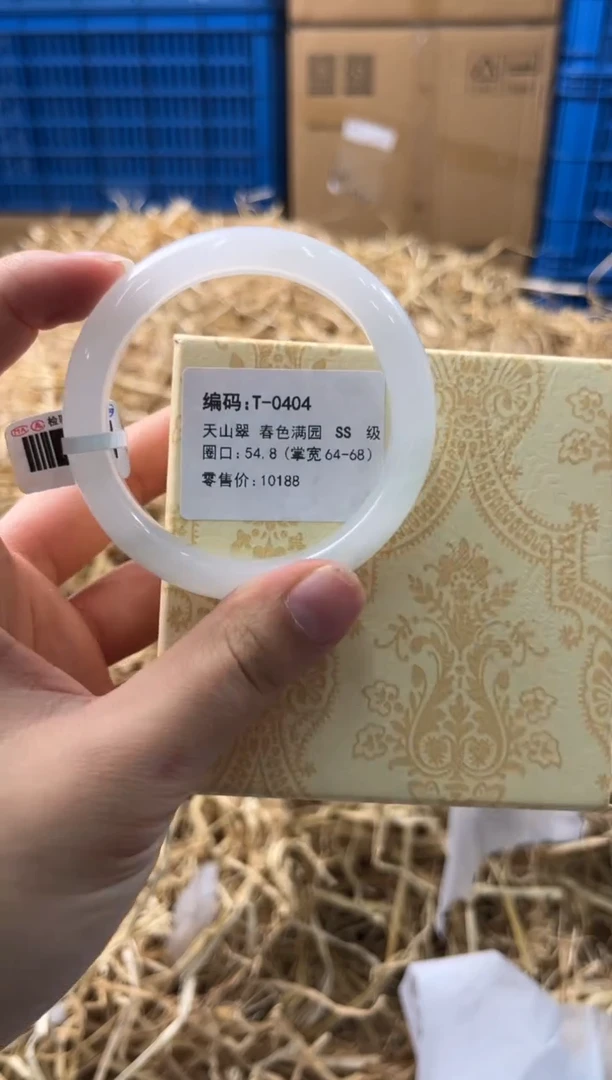 编码:T-0404
天山翠 春色满园 SS 级
圈口:54.8(掌宽64-68)
零售价:10188